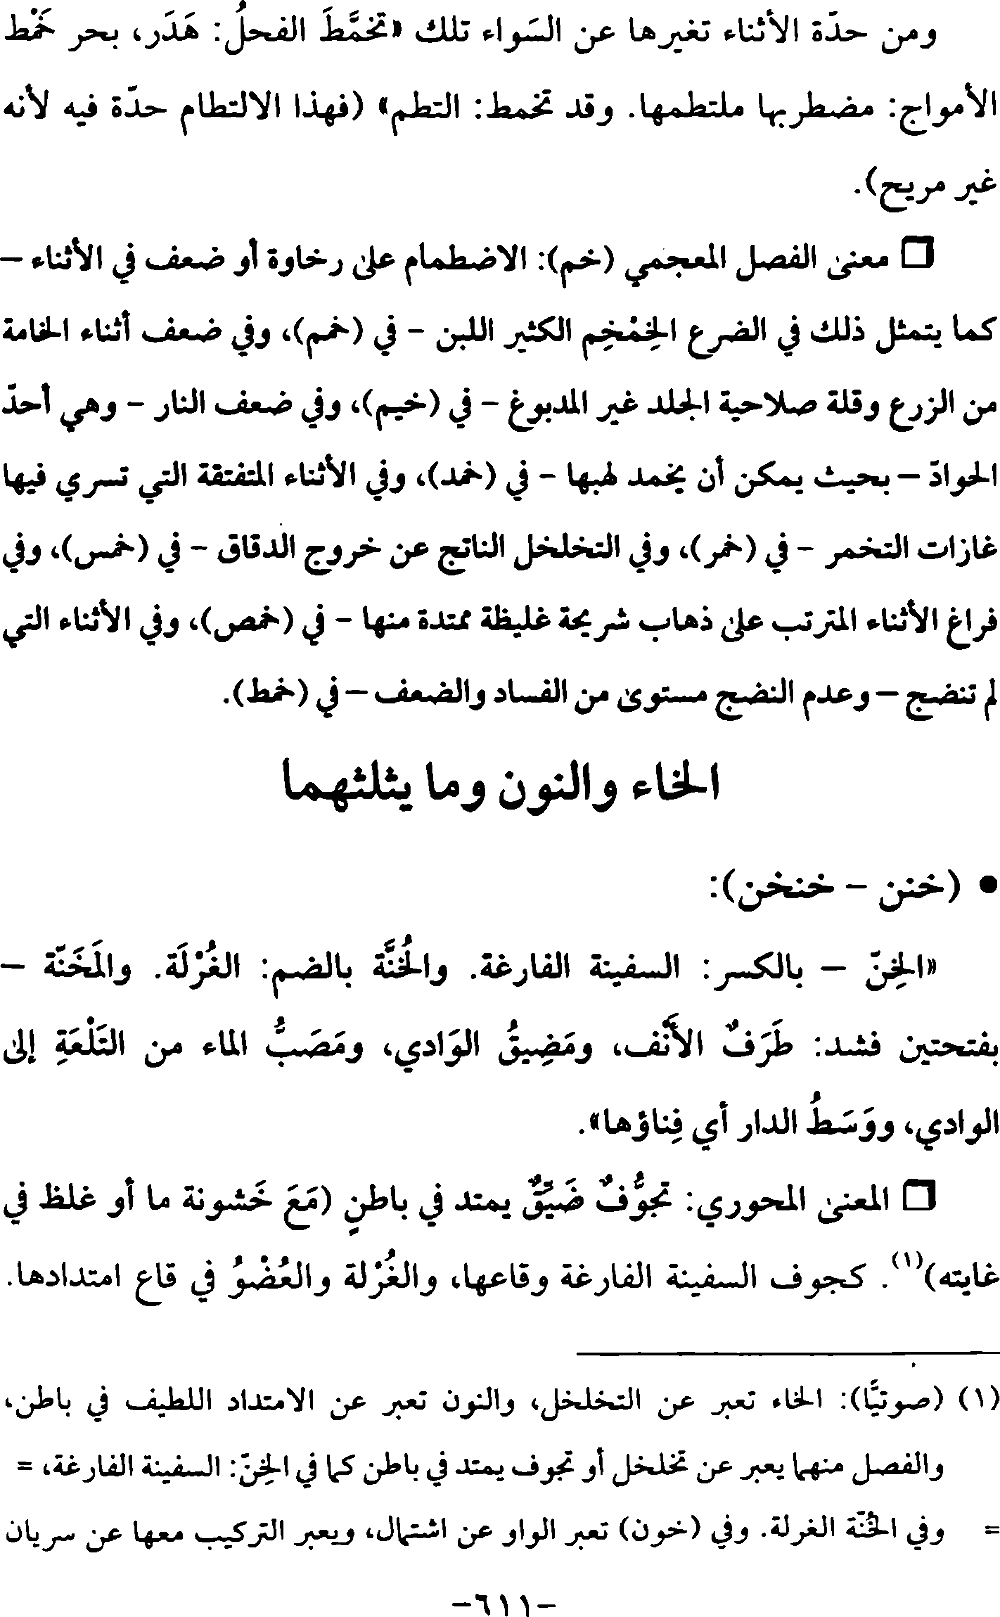 ومن حدّة الأثناء تغيرها عن السَواء تلك «تَخَمَّطَ الفحلُ: هَدَر، بحر خَمْط
الأمواج: مضطربها ملتطمها. وقد تخمط: التطم» (فهذا الالتطام حدّة فيه لأنه
غير مريح).
❒ معنى الفصل المعجمي (خم): الاضطمام على رخاوة أو ضعف في الأثناء –
كما يتمثل ذلك في الضرع الخِمْخِم الكثير اللبن - في (خمم)، وفي ضعف أثناء الخامة
من الزرع وقلة صلاحية الجلد غير المدبوغ - في (خيم)، وفي ضعف النار - وهي أحدّ
الحوادّ – بحيث يمكن أن يخمد لهبها - في (خمد)، وفي الأثناء المتفتقة التي تسري فيها
غازات التخمر - في (خمر)، وفي التخلخل الناتج عن خروج الدقاق - في (خمس)، وفي
فراغ الأثناء المترتب على ذهاب شريحة غليظة ممتدة منها - في (خمص)، وفي الأثناء التي
لم تنضج – وعدم النضج مستوى من الفساد والضعف – في (خمط).
الخاء والنون وما يثلثهما
• (خنن - خنخن):
«الخِنّ – بالكسر: السفينة الفارغة. والخُنَّة بالضم: الغُرْلَة. والمَخَنّة –
بفتحتين فشد: طَرَفُ الأَنْف، ومَضِيقُ الوَادي، ومَصَبُّ الماء من التَلْعَةِ إلى
الوادي، ووَسَطُ الدار أي فِناؤها».
❒ المعنى المحوري: تجوُّفٌ ضَيِّقٌ يمتد في باطنٍ (مَعَ خَشونة ما أو غلظ في
غايته)(١). كجوف السفينة الفارغة وقاعها، والغُرْلة والعُضْوُ في قاع امتدادها.
(١) (صوتيًّا): الخاء تعبر عن التخلخل، والنون تعبر عن الامتداد اللطيف في باطن،
والفصل منهما يعبر عن تخلخل أو تجوف يمتد في باطن كما في الخِنّ: السفينة الفارغة، =
= وفي الخُنّة الغرلة. وفي (خون) تعبر الواو عن اشتمال، ويعبر التركيب معها عن سريان
-٦١١-